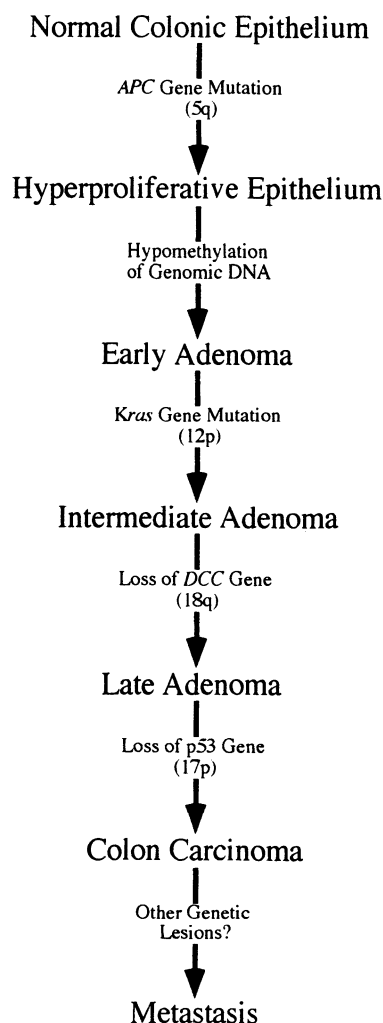 Normal Colonic Epithelium
APC Gene Mutation
(5q)
Hyperproliferative Epithelium
Hypomethylation
of Genomic DNA
Early Adenoma
Kras Gene Mutation
(12p)
Intermediate Adenoma
Loss of DCC Gene
(18q)
Late Adenoma
Loss of p53 Gene
(17p)
Colon Carcinoma
Other Genetic
Lesions?
Metastasis